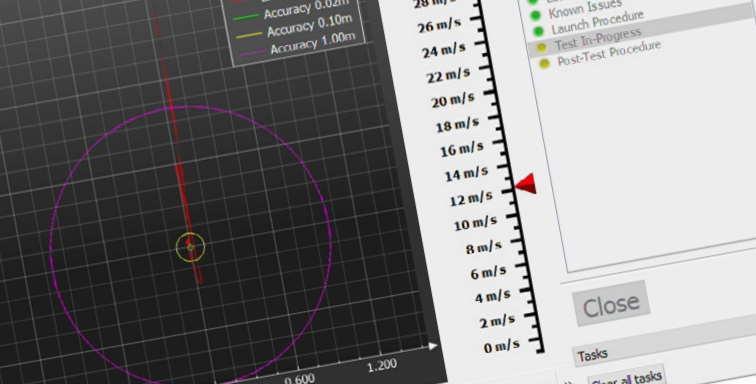 Accuracy 0.02m
Accuracy 0.10m
Accuracy 1.00m
0.600
1.200
26 m/s
24 m/s
22 m/s
20 m/s
18 m/s
16 m/s
14 m/s
12 m/s
10 m/s
8 m/s
6 m/s
4 m/s
2 m/s
0 m/s
Known Issues
Launch Procedure
Test In-Progress
Post-Test Procedure
Close
Tasks
Clear all tasks